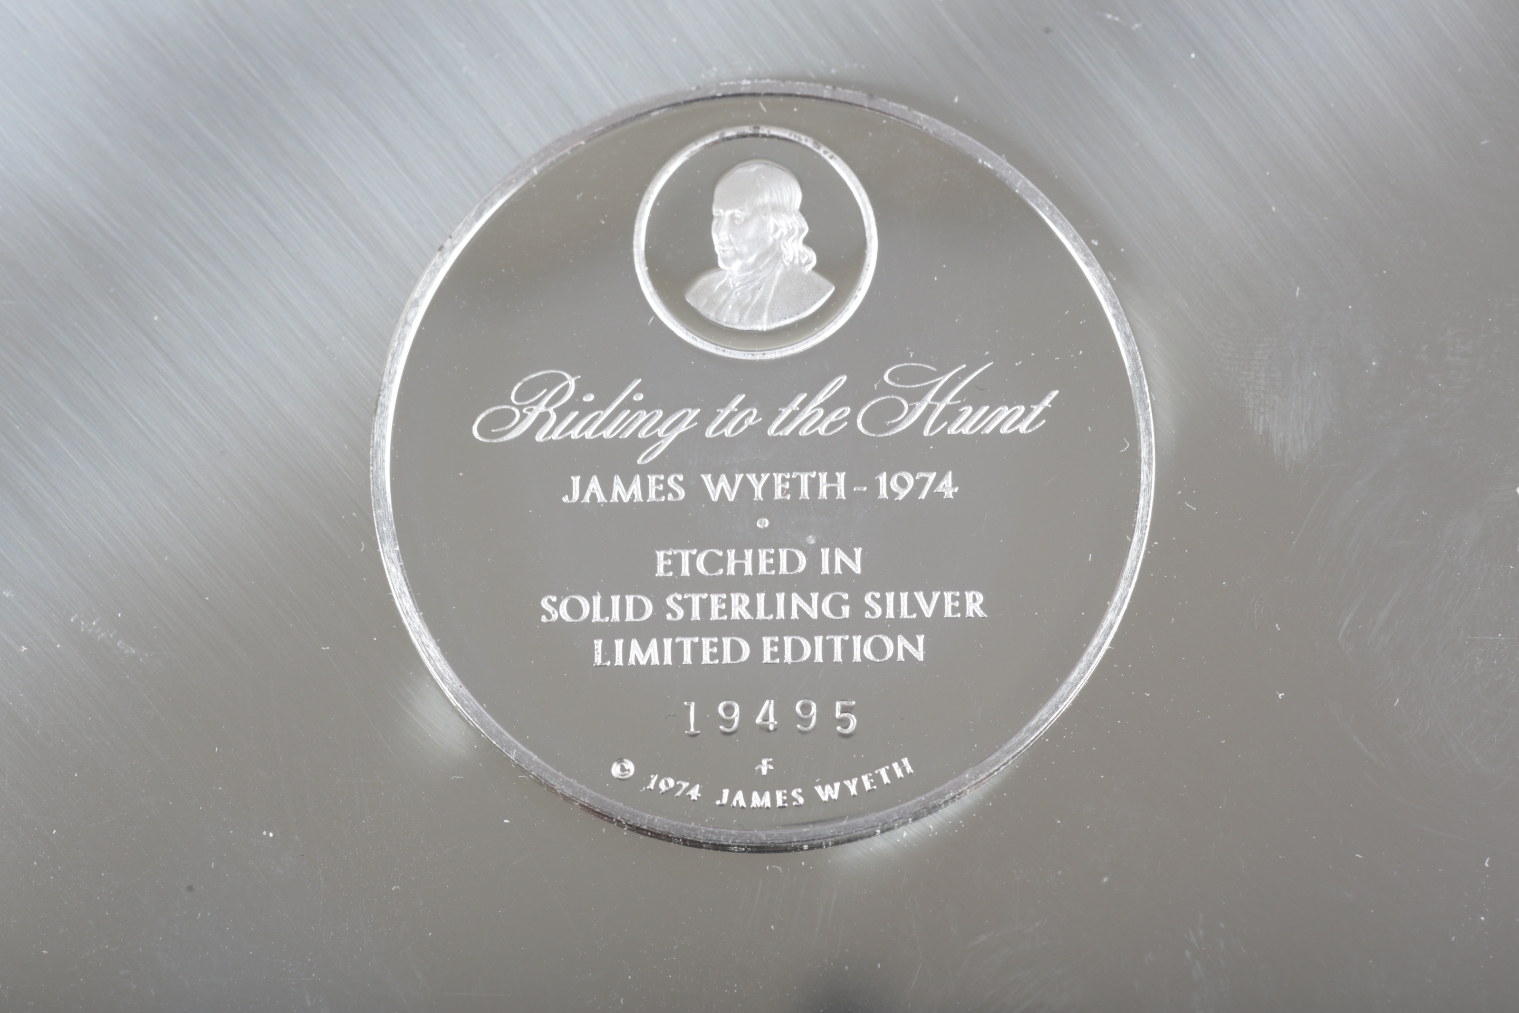 Riding to the Hunt
JAMES WYETH-1974
ETCHED IN
SOLID STERLING SILVER
LIMITED EDITION
19495
© 1974 JAMES WYETH